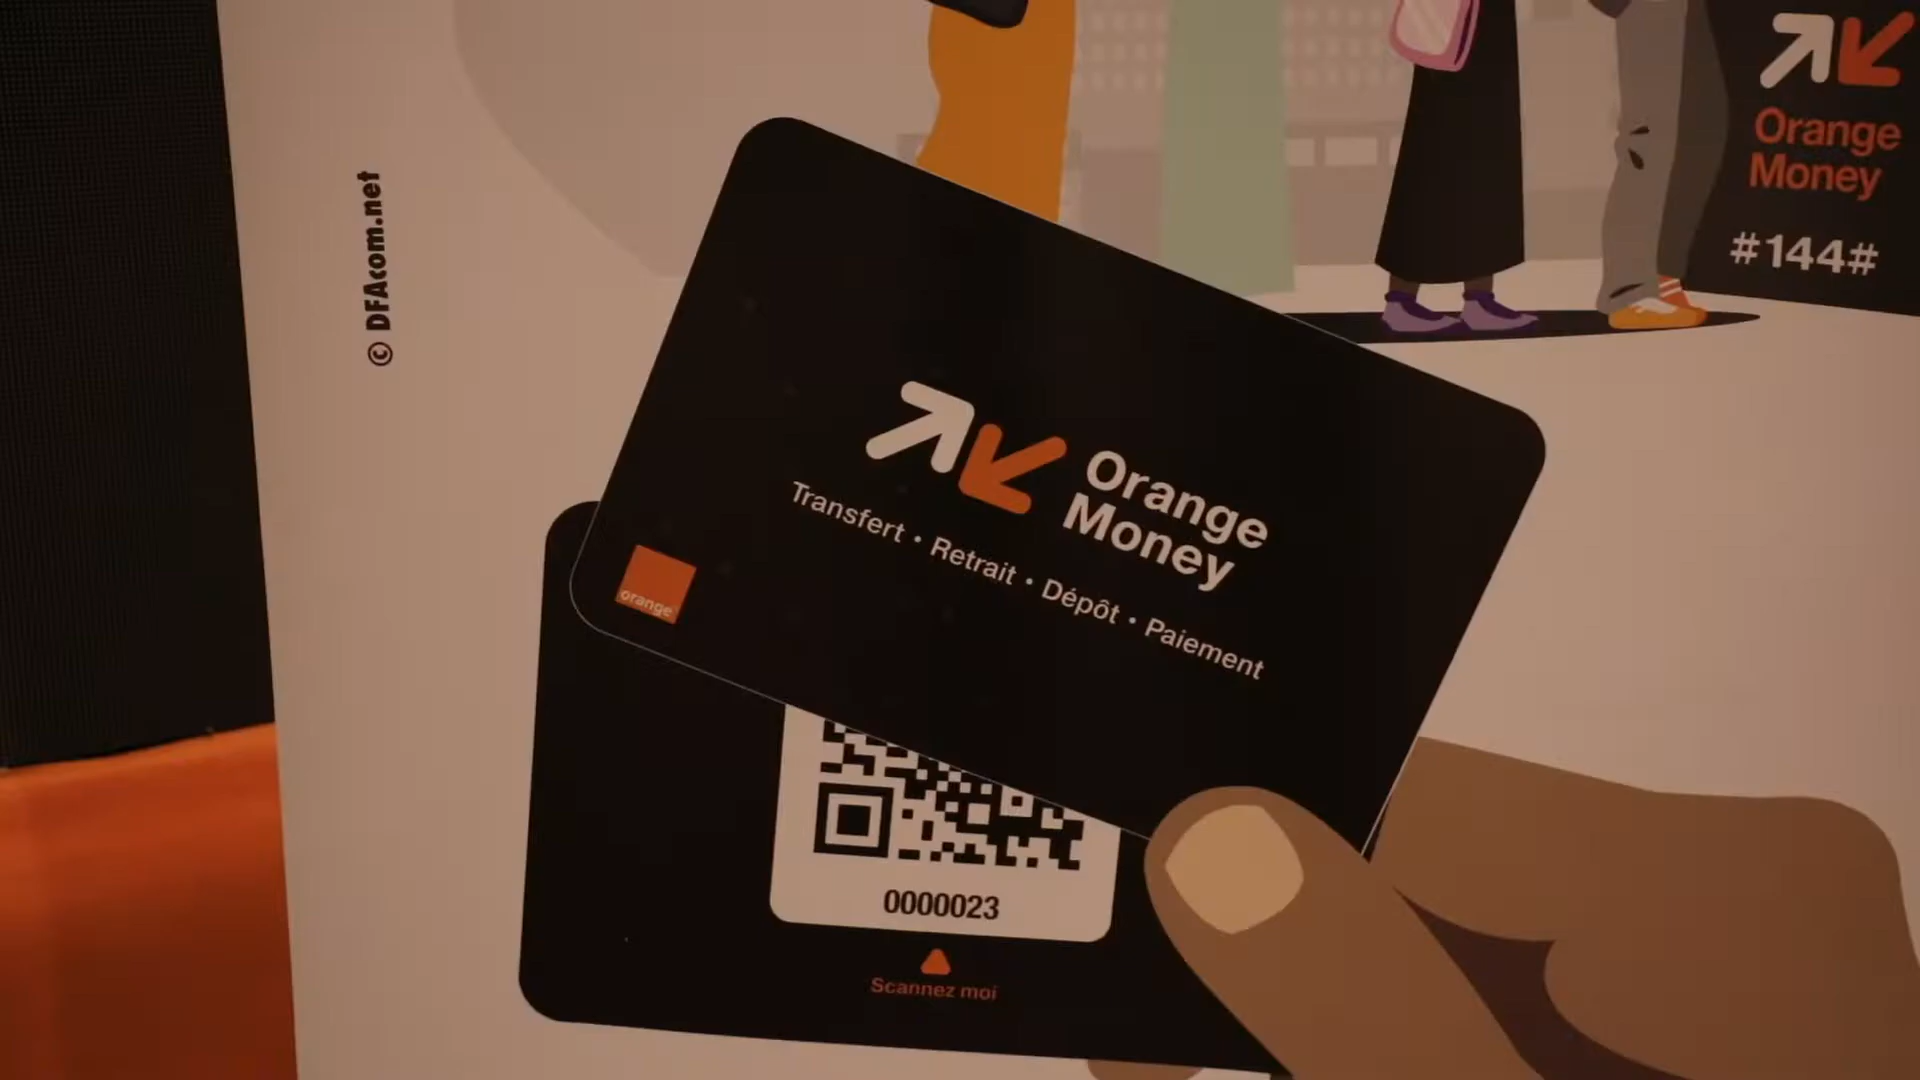 © DFAcom.net
Orange
Money
#144#
Orange
Money
Transfert • Retrait • Dépôt • Paiement
orange
0000023
Scannez moi